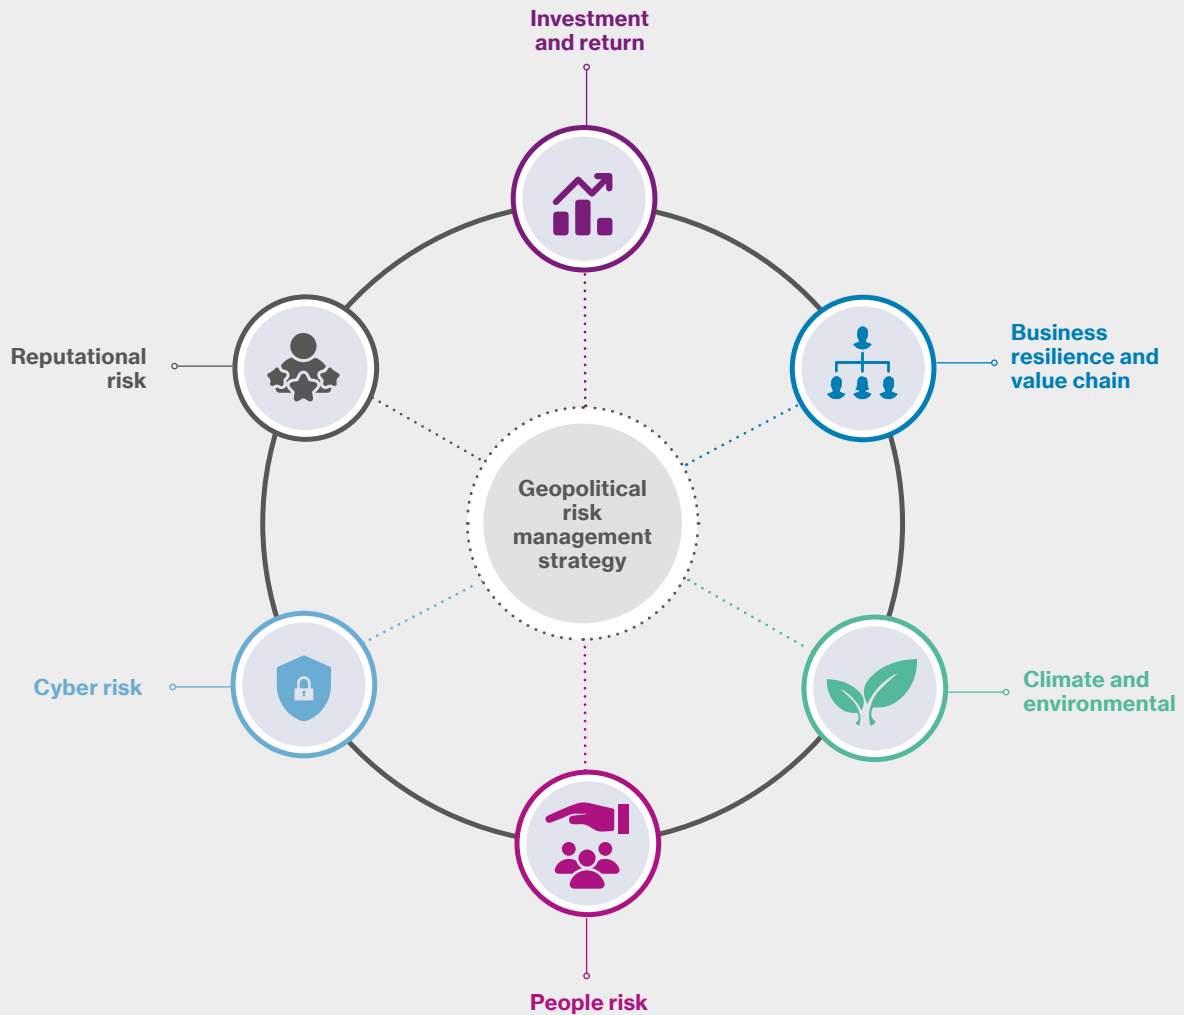 Investment
and return
Business
resilience and
value chain
Reputational
risk
Geopolitical
risk
management
strategy
Cyber risk
Climate and
environmental
People risk